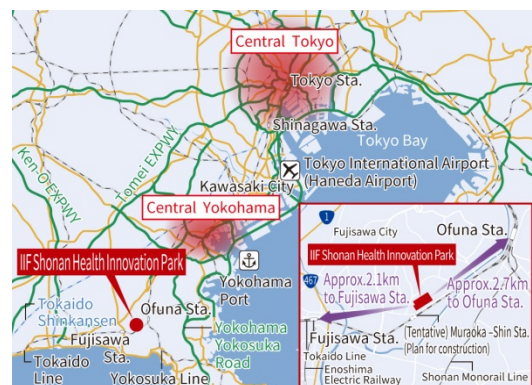 Central Tokyo
Tokyo Sta.
Shinagawa Sta.
Tokyo Bay
Tokyo International Airport
(Haneda Airport)
Tomei EXPWY
Ken-O EXPWY
Kawasaki City
Central Yokohama
IIF Shonan Health Innovation Park
Yokohama
Port
Ofuna Sta.
Tokaido
Shinkansen
Fujisawa
Sta.
Yokohama
Yokosuka
Road
Tokaido
Line
Yokosuka Line
1
Fujisawa City
Ofuna Sta.
IIF Shonan Health Innovation Park
467
Approx.2.1km
to Fujisawa Sta.
Approx.2.7km
to Ofuna Sta.
Fujisawa Sta.
(Tentative) Muraoka-Shin Sta.
(Plan for construction)
Tokaido Line
Enoshima
Electric Railway
Shonan Monorail Line